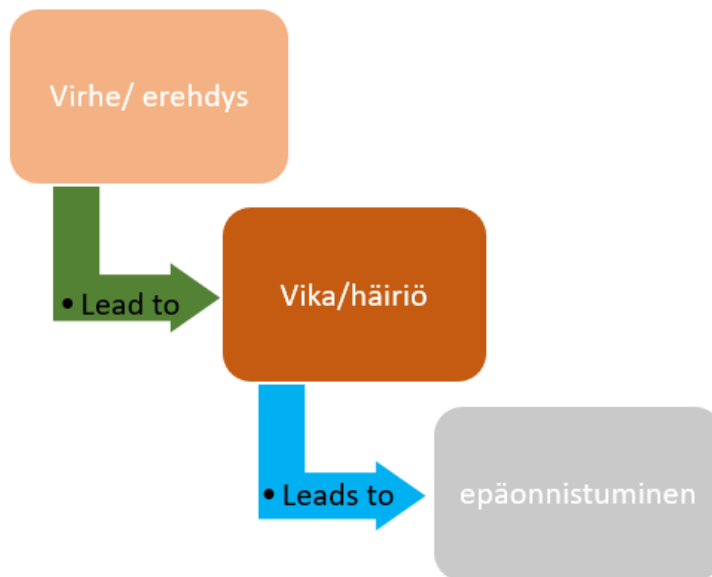 Virhe/ erehdys
• Lead to
Vika/häiriö
• Leads to
epäonnistuminen